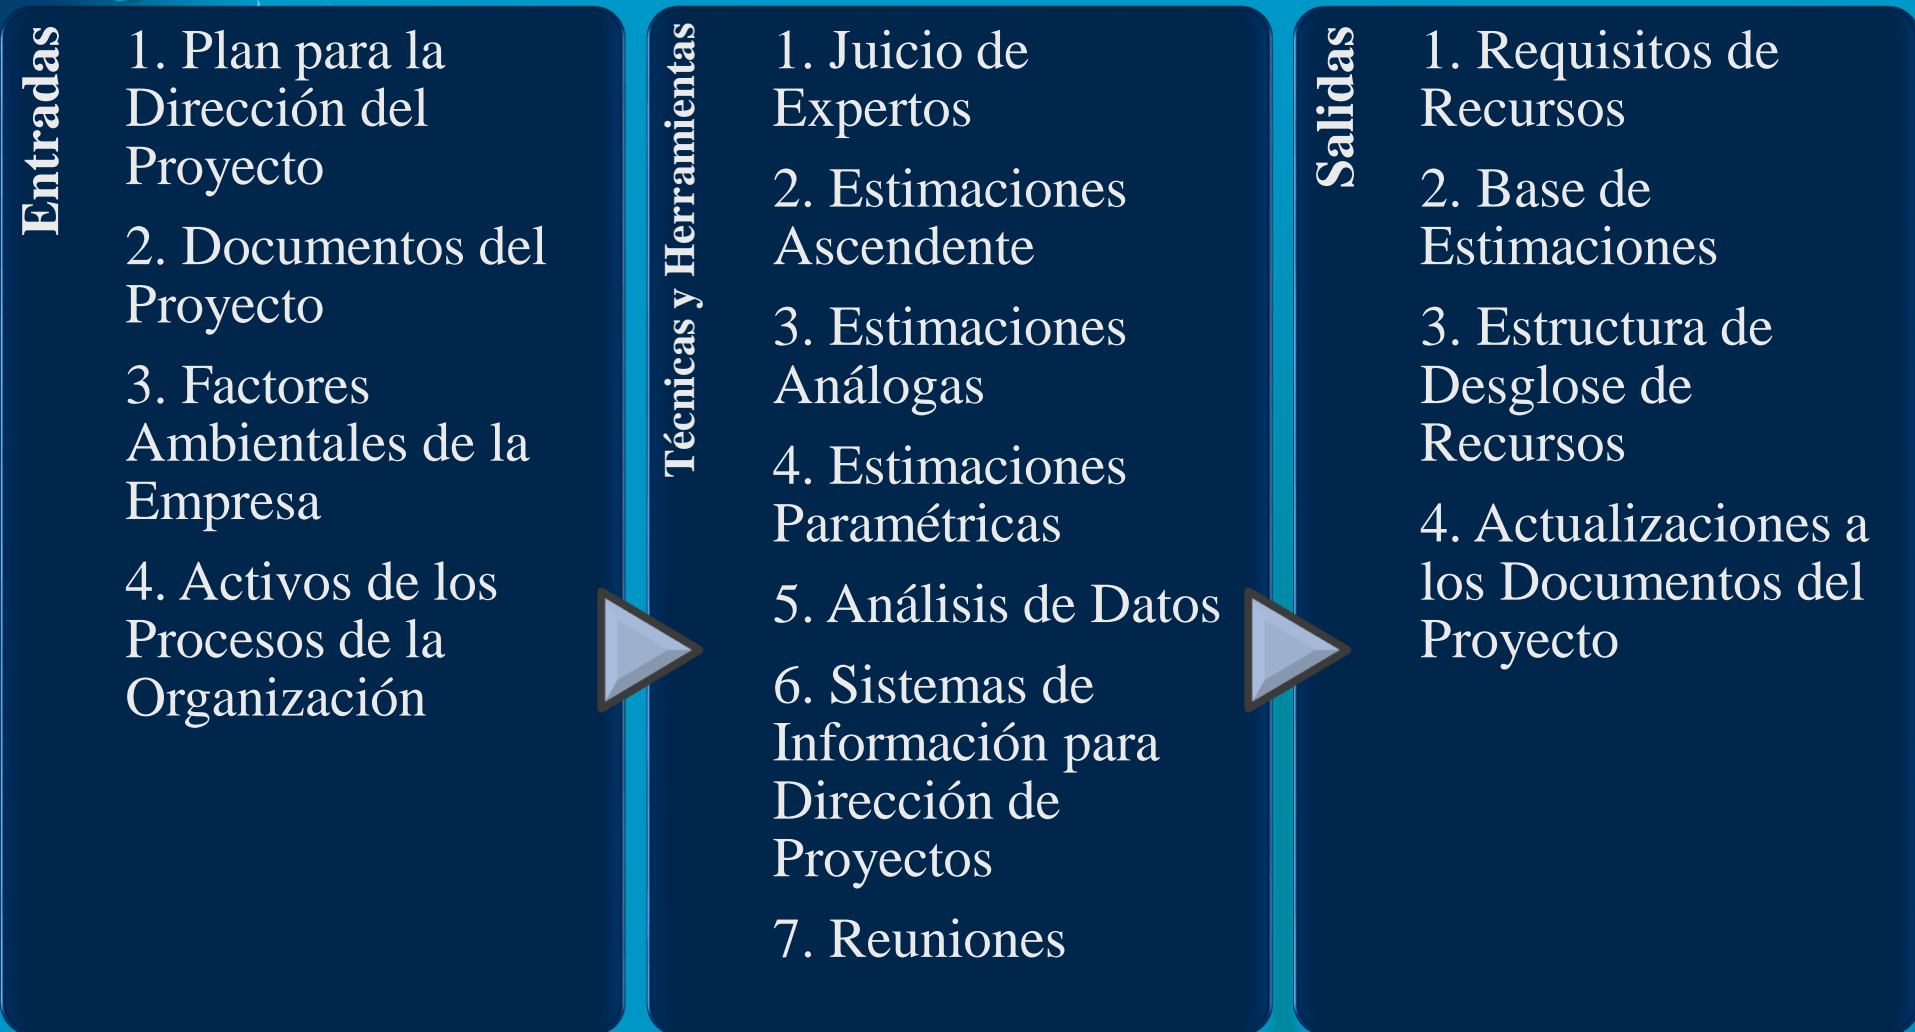 Entradas
1. Plan para la
Dirección del
Proyecto
2. Documentos del
Proyecto
3. Factores
Ambientales de la
Empresa
4. Activos de los
Procesos de la
Organización
Técnicas y Herramientas
1. Juicio de
Expertos
2. Estimaciones
Ascendente
3. Estimaciones
Análogas
4. Estimaciones
Paramétricas
5. Análisis de Datos
6. Sistemas de
Información para
Dirección de
Proyectos
7. Reuniones
Salidas
1. Requisitos de
Recursos
2. Base de
Estimaciones
3. Estructura de
Desglose de
Recursos
4. Actualizaciones a
los Documentos del
Proyecto